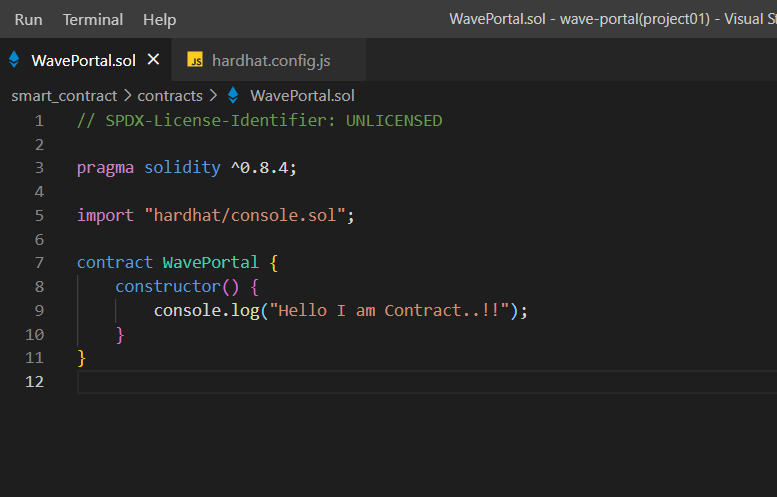 Run Terminal Help WavePortal.sol - wave-portal(project01) - Visual
WavePortal.sol JS hardhat.config.js
smart_contract > contracts > WavePortal.sol
1 // SPDX-License-Identifier: UNLICENSED
2
3 pragma solidity ^0.8.4;
4
5 import "hardhat/console.sol";
6
7 contract WavePortal {
8 constructor() {
9 console.log("Hello I am Contract..!!");
10 }
11 }
12